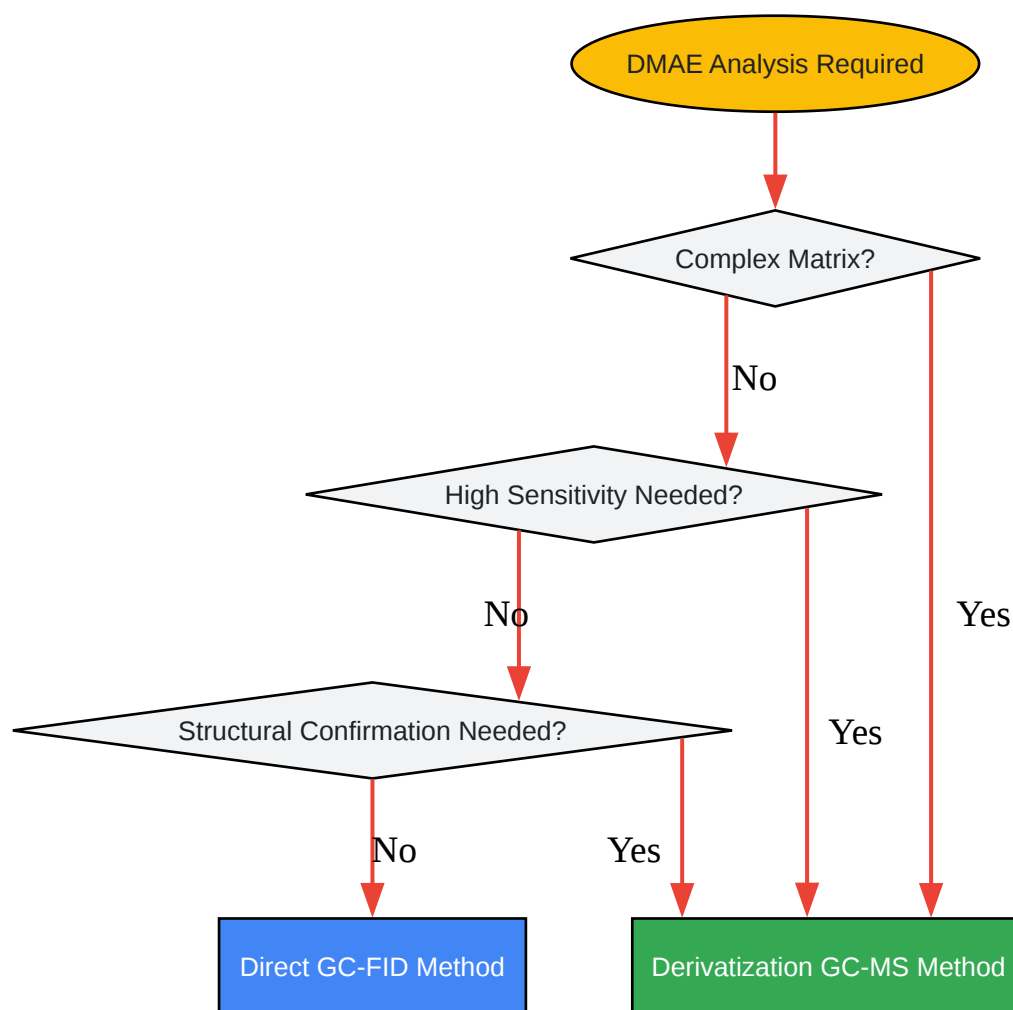 DMAE Analysis Required
Complex Matrix?
No
High Sensitivity Needed?
No
Yes
Structural Confirmation Needed?
Yes
No
Yes
Direct GC-FID Method
Derivatization GC-MS Method